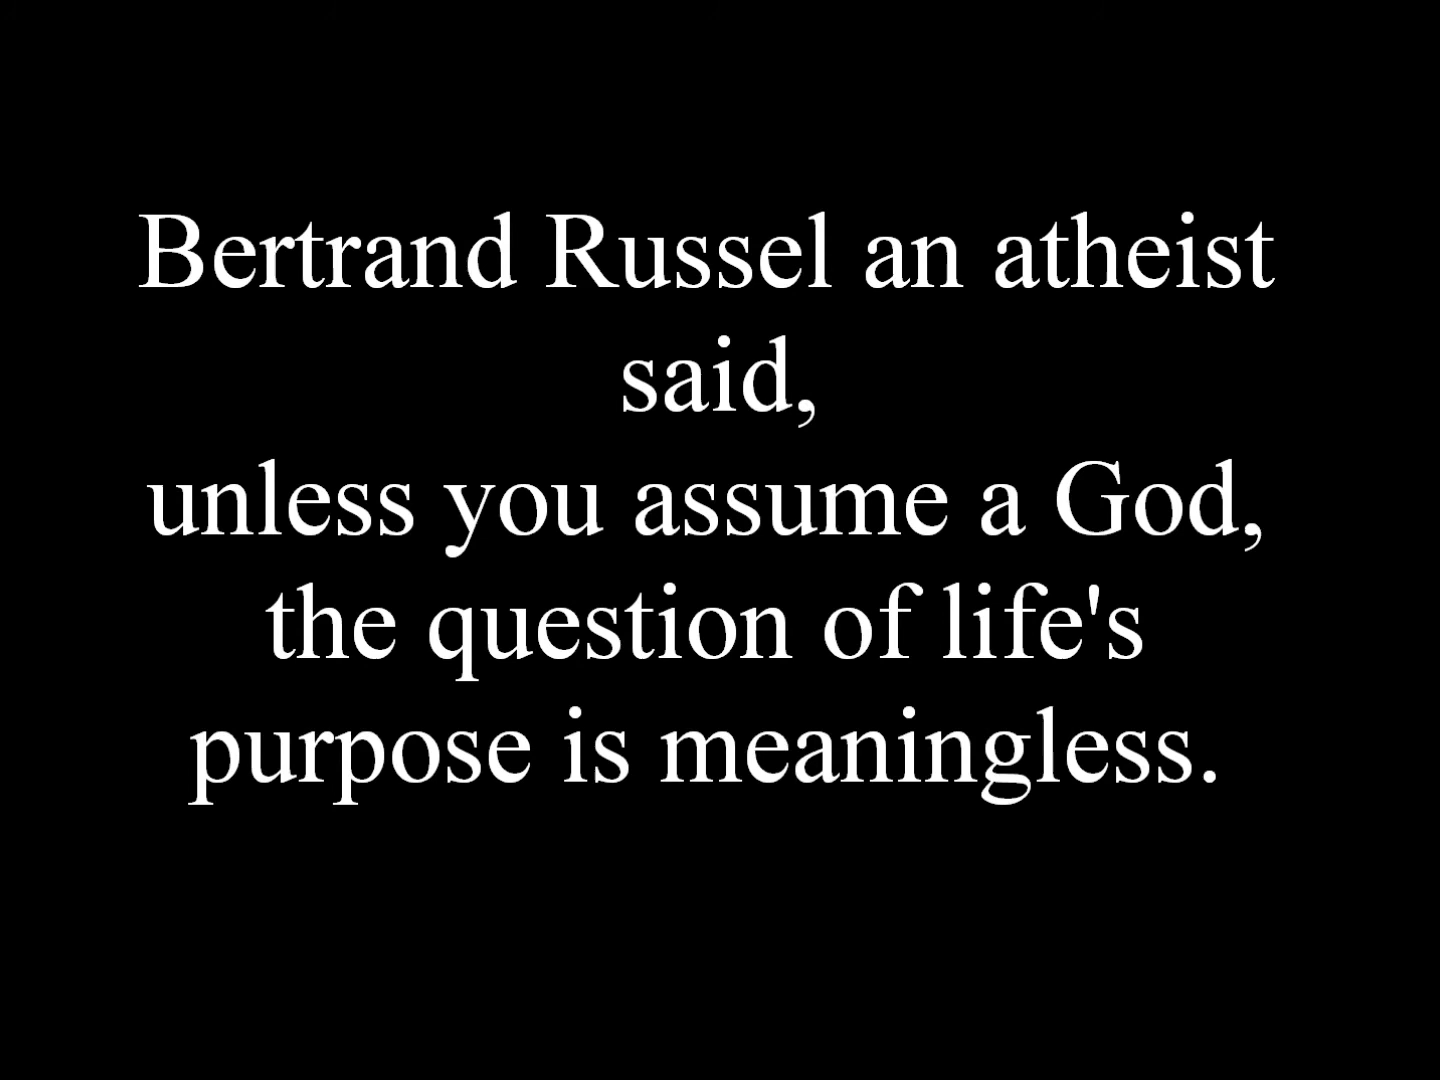 Bertrand Russel an atheist
said,
unless you assume a God,
the question of life's
purpose is meaningless.